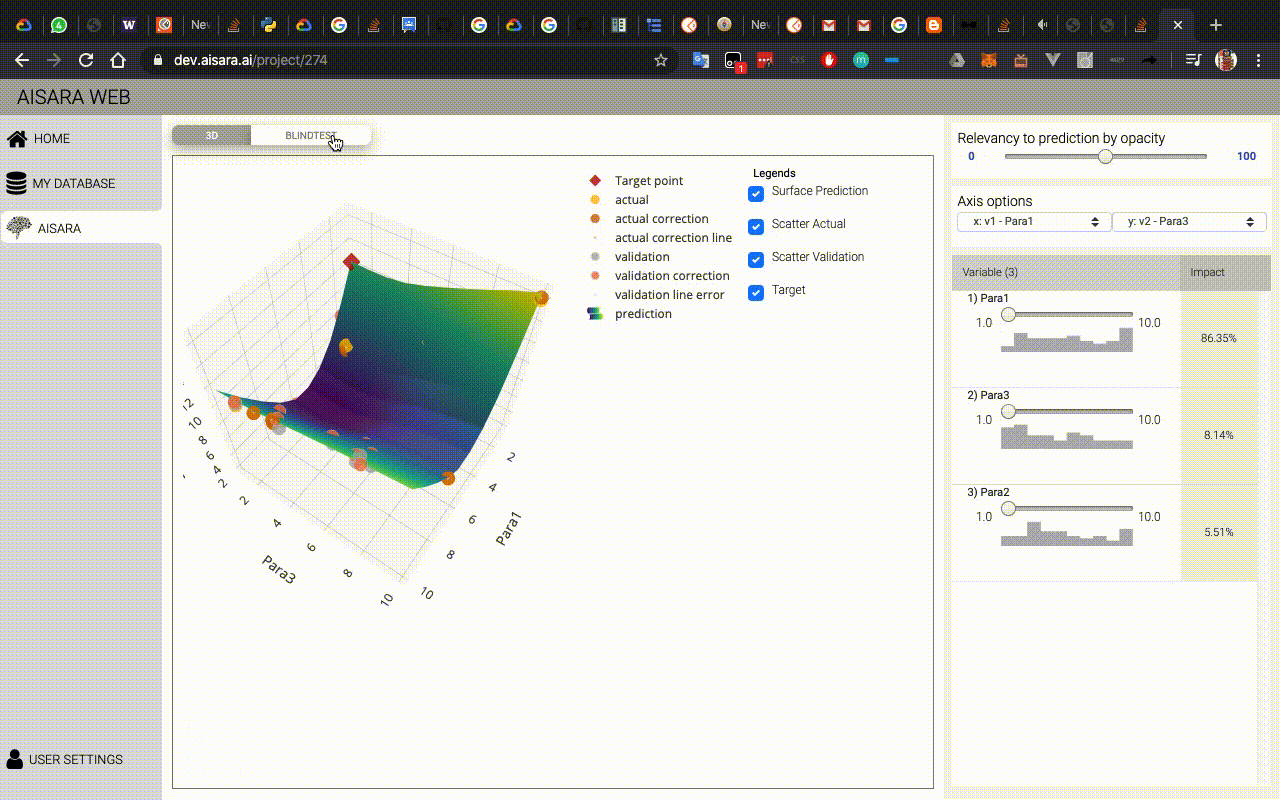 New
New
4
dev.aisara.ai/project/274
1
CSS
AISARA WEB
HOME
MY DATABASE
AISARA
USER SETTINGS
3D
BLINDTEST
Target point
actual
actual correction
actual correction line
validation
validation correction
validation line error
prediction
Legends
Surface Prediction
Scatter Actual
Scatter Validation
Target
12
10
8
6
4
2
2
4
6
8
10
Para3
2
4
6
8
10
Para1
Relevancy to prediction by opacity
0 100
Axis options
x: v1 - Para1 y: v2 - Para3
Variable (3) Impact
1) Para1
1.0 10.0
86.35%
2) Para3
1.0 10.0
8.14%
3) Para2
1.0 10.0
5.51%